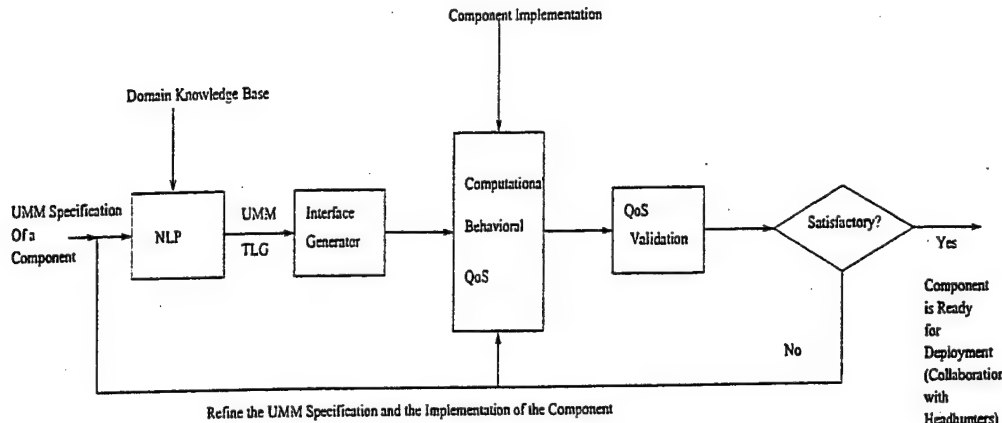 Component Implementation
Domain Knowledge Base
UMM Specification
Of a
Component
NLP
UMM
TLG
Interface
Generator
Computational
Behavioral
QoS
QoS
Validation
Satisfactory?
Yes
No
Component
is Ready
for
Deployment
(Collaboration
with
Headhunters)
Refine the UMM Specification and the Implementation of the Component